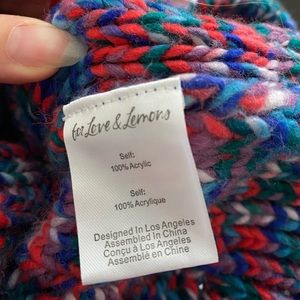 for Love & Lemons
Self:
100% Acrylic
Self:
100% Acrylique
Designed In Los Angeles
Assembled In China
Conçu à Los Angeles
Assemblé en Chine